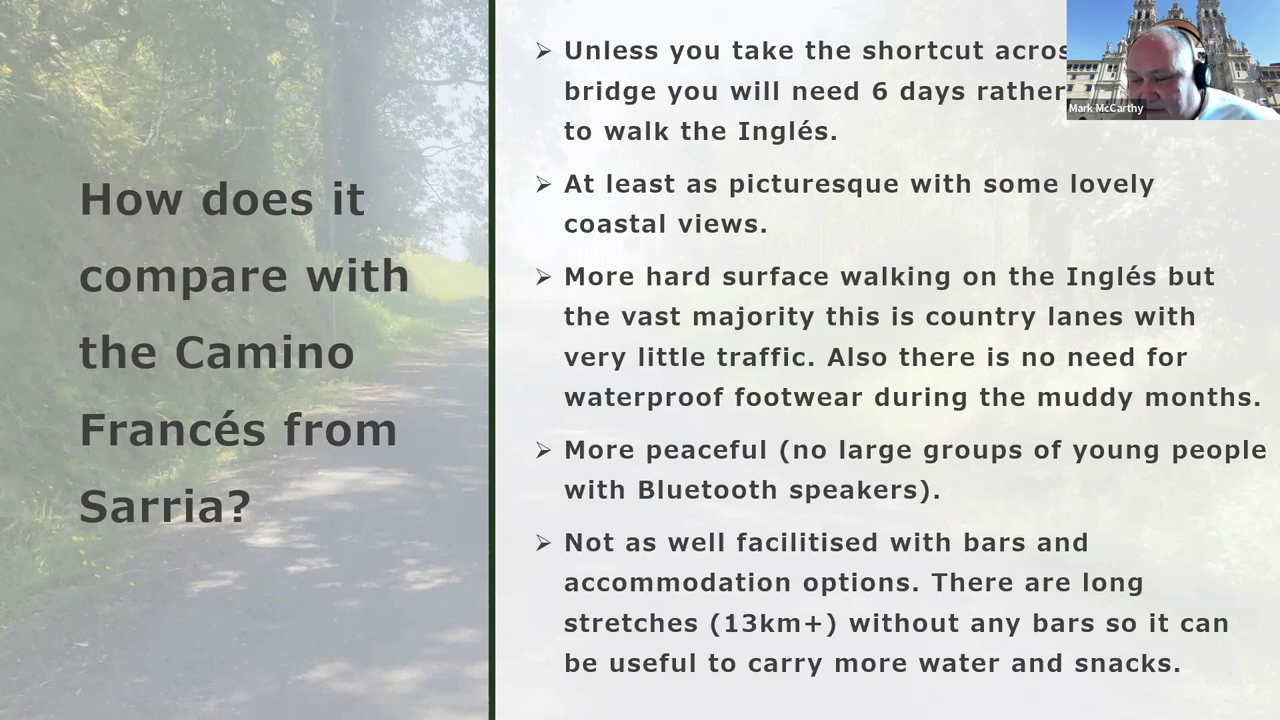 How does it
compare with
the Camino
Francés from
Sarria?
➢ Unless you take the shortcut
bridge you will need 6 days rather
to walk the Inglés.
➢ At least as picturesque with some lovely
coastal views.
➢ More hard surface walking on the Inglés but
the vast majority this is country lanes with
very little traffic. Also there is no need for
waterproof footwear during the muddy months.
➢ More peaceful (no large groups of young people
with Bluetooth speakers).
➢ Not as well facilitised with bars and
accommodation options. There are long
stretches (13km+) without any bars so it can
be useful to carry more water and snacks.
Mark McCarthy